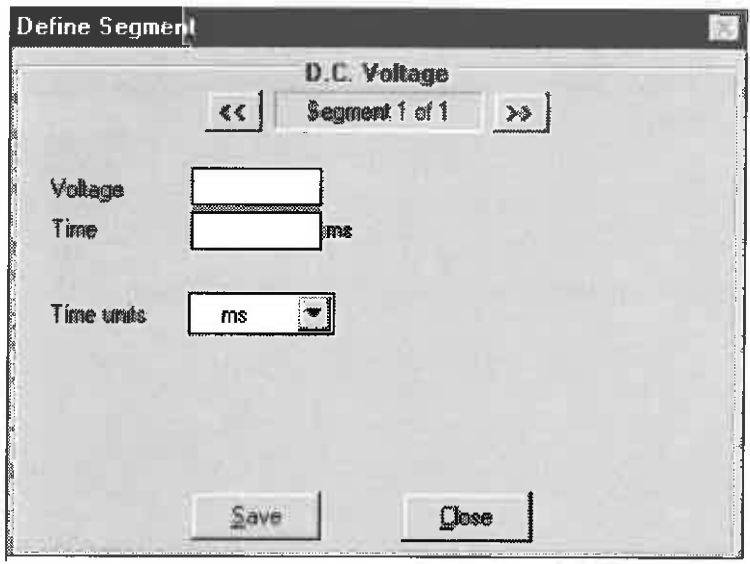 Define Segment
D.C. Voltage
<< Segment 1 of 1 >>
Voltage
Time ms
Time units ms
Save Close